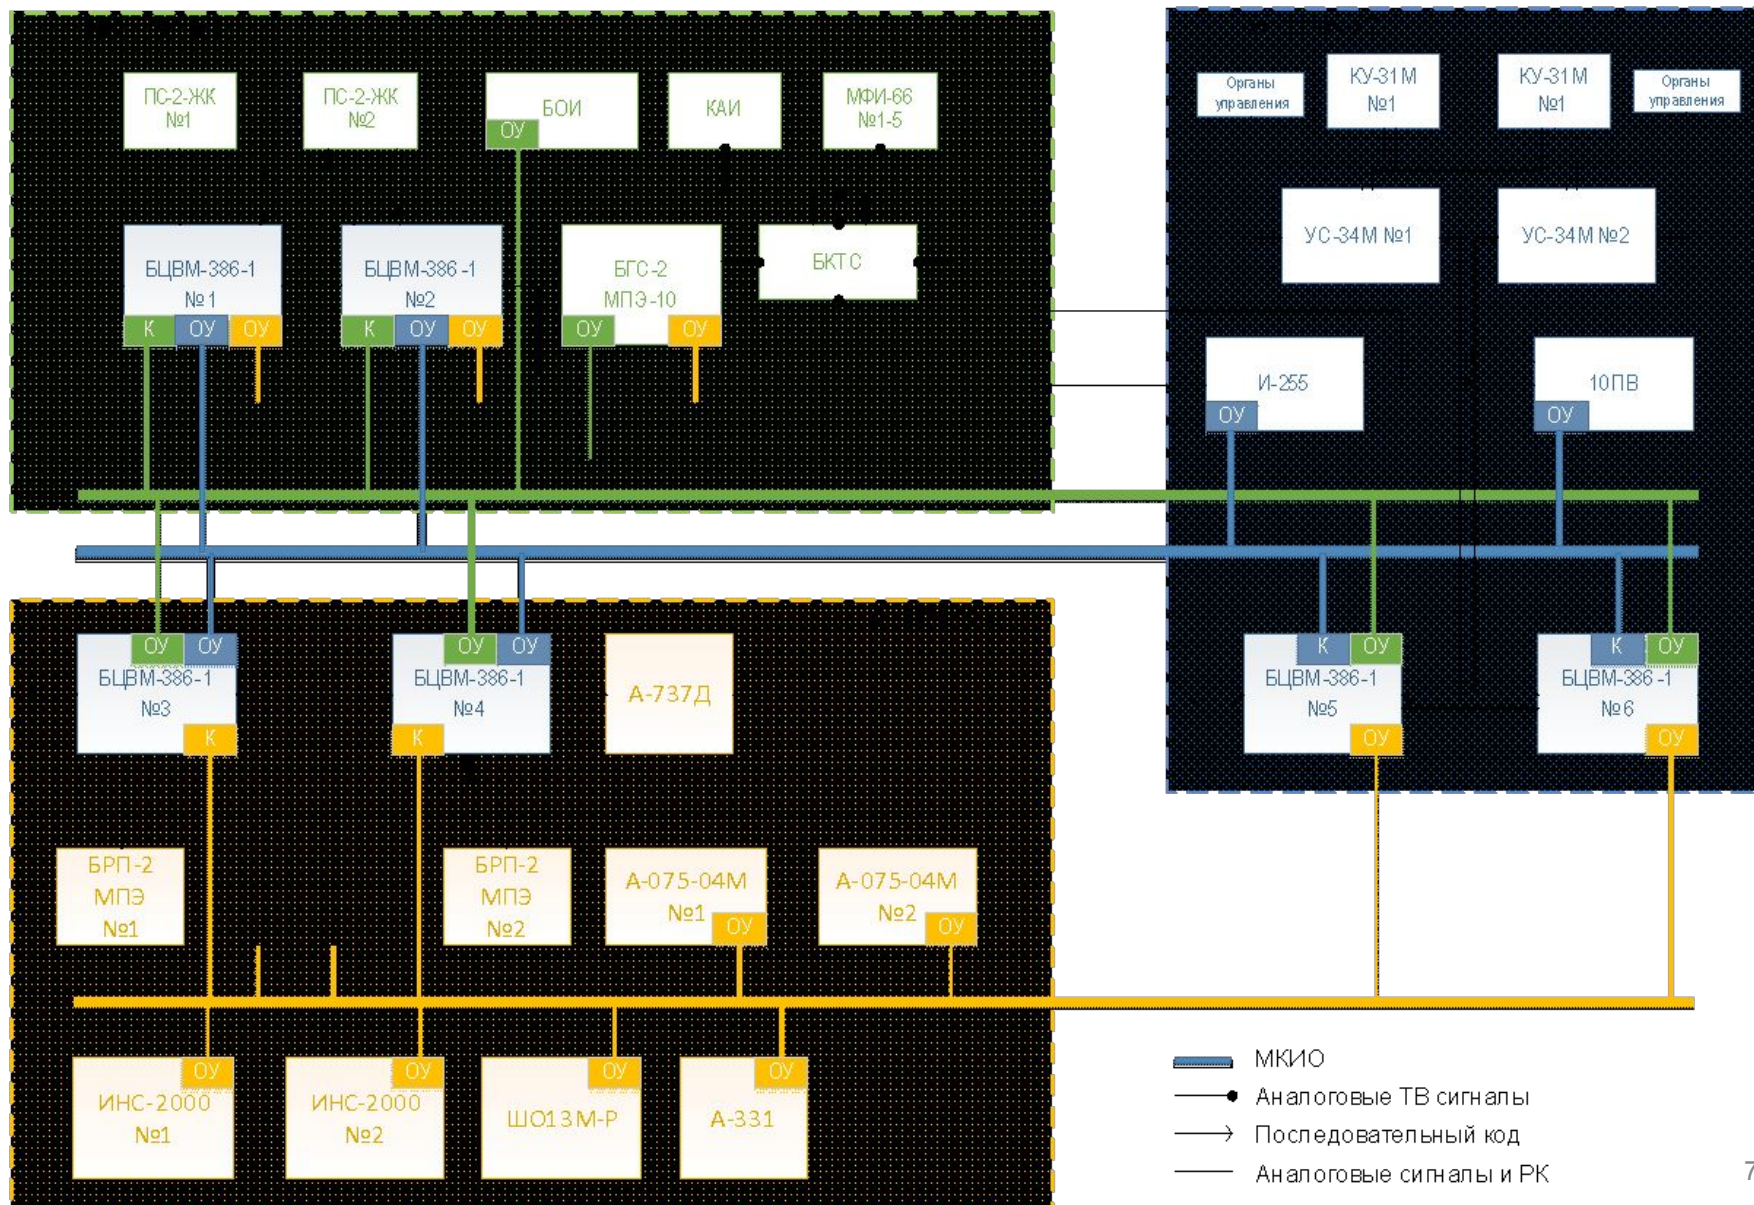 ПС-2-ЖК
№1
ПС-2-ЖК
№2
БОИ
ОУ
КАИ
МФИ-66
№1-5
Органы
управления
КУ-31М
№1
КУ-31М
№1
Органы
управления
УС-34М №1
УС-34М №2
БЦВМ-386-1
№1
К
ОУ
ОУ
БЦВМ-386-1
№2
К
ОУ
ОУ
БГС-2
МПЭ-10
ОУ
ОУ
БКТС
И-255
ОУ
10ПВ
ОУ
ОУ
ОУ
БЦВМ-386-1
№3
К
ОУ
ОУ
БЦВМ-386-1
№4
К
А-737Д
К
ОУ
БЦВМ-386-1
№5
ОУ
К
ОУ
БЦВМ-386-1
№6
ОУ
БРП-2
МПЭ
№1
БРП-2
МПЭ
№2
А-075-04М
№1
ОУ
А-075-04М
№2
ОУ
ОУ
ИНС-2000
№1
ОУ
ИНС-2000
№2
ОУ
ШО13М-Р
ОУ
А-331
МКИО
Аналоговые ТВ сигналы
Последовательный код
Аналоговые сигналы и РК
7